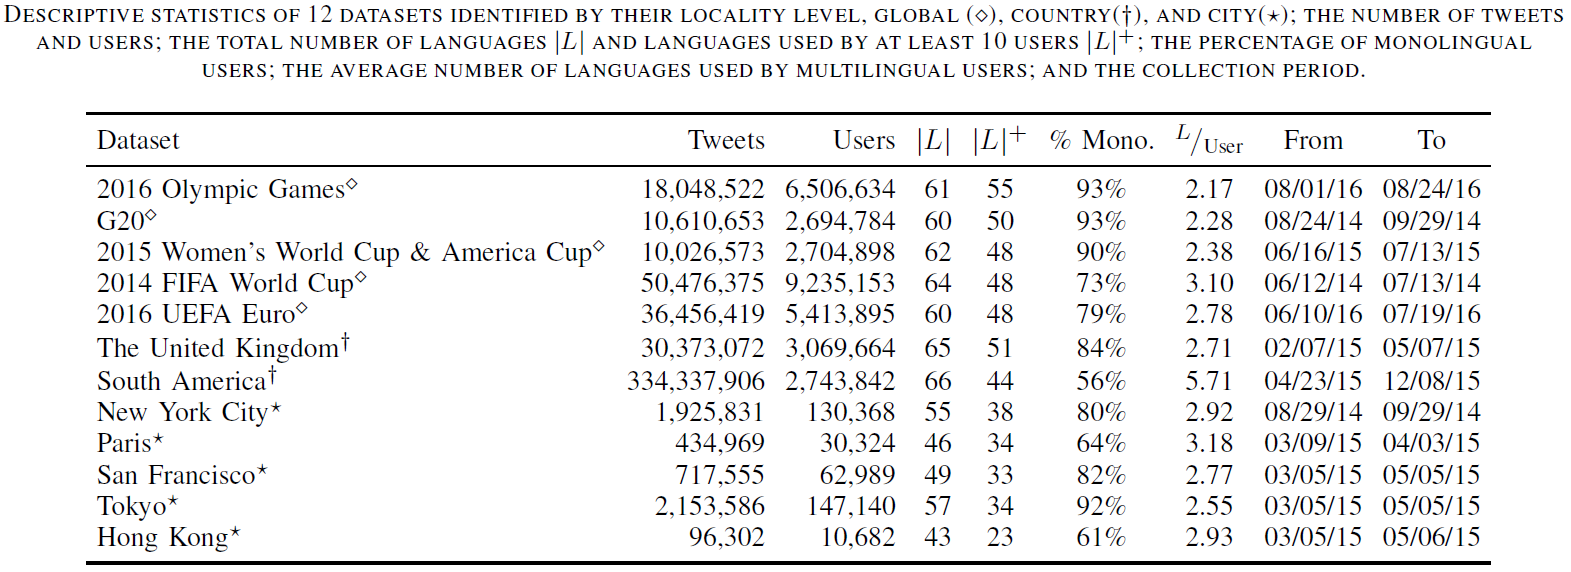 DESCRIPTIVE STATISTICS OF 12 DATASETS IDENTIFIED BY THEIR LOCALITY LEVEL, GLOBAL (⋄), COUNTRY(†), AND CITY(⋆); THE NUMBER OF TWEETS
AND USERS; THE TOTAL NUMBER OF LANGUAGES |L| AND LANGUAGES USED BY AT LEAST 10 USERS |L|⁺; THE PERCENTAGE OF MONOLINGUAL
USERS; THE AVERAGE NUMBER OF LANGUAGES USED BY MULTILINGUAL USERS; AND THE COLLECTION PERIOD.
Dataset Tweets Users |L| |L|⁺ % Mono. L/User From To
2016 Olympic Games⋄ 18,048,522 6,506,634 61 55 93% 2.17 08/01/16 08/24/16
G20⋄ 10,610,653 2,694,784 60 50 93% 2.28 08/24/14 09/29/14
2015 Women's World Cup & America Cup⋄ 10,026,573 2,704,898 62 48 90% 2.38 06/16/15 07/13/15
2014 FIFA World Cup⋄ 50,476,375 9,235,153 64 48 73% 3.10 06/12/14 07/13/14
2016 UEFA Euro⋄ 36,456,419 5,413,895 60 48 79% 2.78 06/10/16 07/19/16
The United Kingdom† 30,373,072 3,069,664 65 51 84% 2.71 02/07/15 05/07/15
South America† 334,337,906 2,743,842 66 44 56% 5.71 04/23/15 12/08/15
New York City⋆ 1,925,831 130,368 55 38 80% 2.92 08/29/14 09/29/14
Paris⋆ 434,969 30,324 46 34 64% 3.18 03/09/15 04/03/15
San Francisco⋆ 717,555 62,989 49 33 82% 2.77 03/05/15 05/05/15
Tokyo⋆ 2,153,586 147,140 57 34 92% 2.55 03/05/15 05/05/15
Hong Kong⋆ 96,302 10,682 43 23 61% 2.93 03/05/15 05/06/15